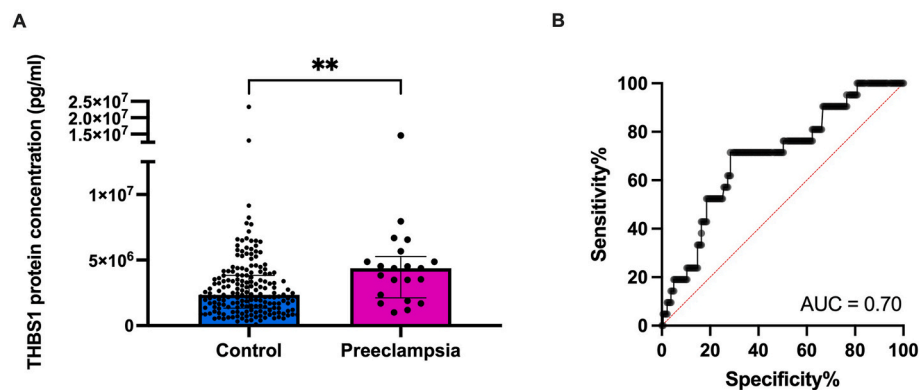 A
THBS1 protein concentration (pg/ml)
**
2.5×10⁷
2.0×10⁷
1.5×10⁷
1×10⁷
5×10⁶
0
Control
Preeclampsia
B
Sensitivity%
100
80
60
40
20
0
AUC = 0.70
0 20 40 60 80 100
Specificity%